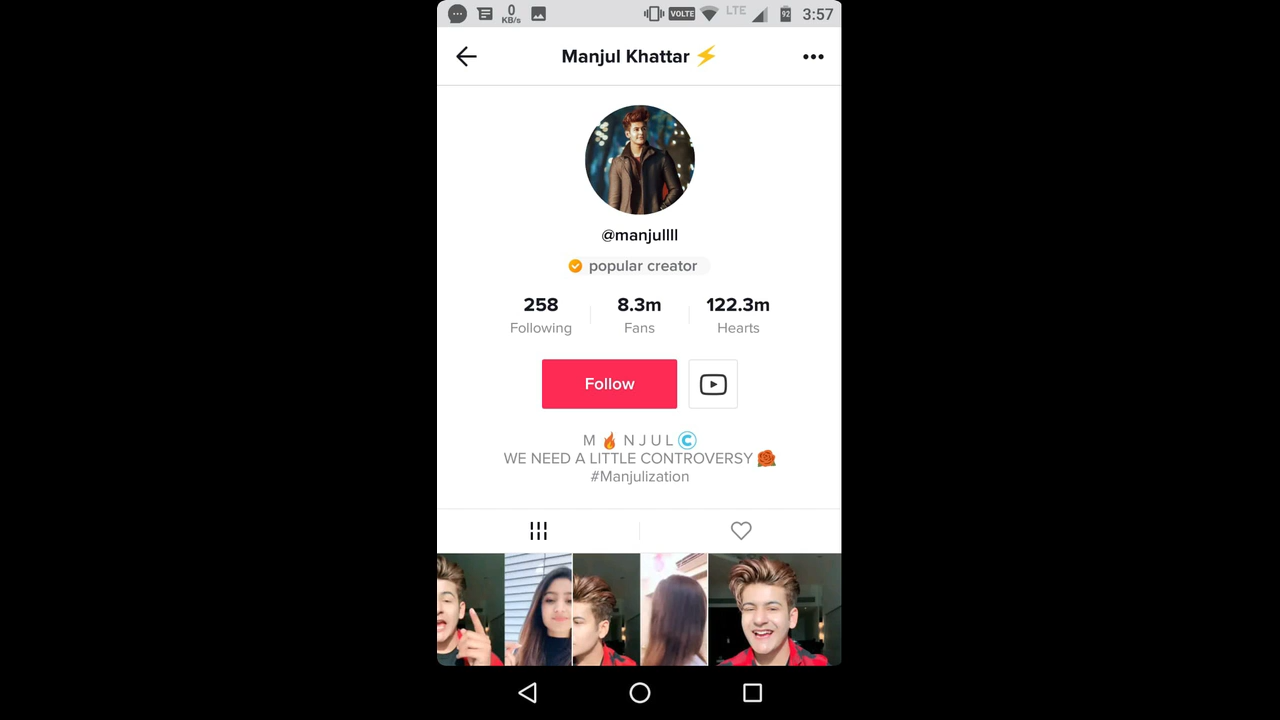 0
KB/s
VOLTE
LTE
92
3:57
Manjul Khattar ⚡
@manjullll
popular creator
258 8.3m 122.3m
Following Fans Hearts
Follow
M 🔥 N J U L ©
WE NEED A LITTLE CONTROVERSY 🌹
#Manjulization